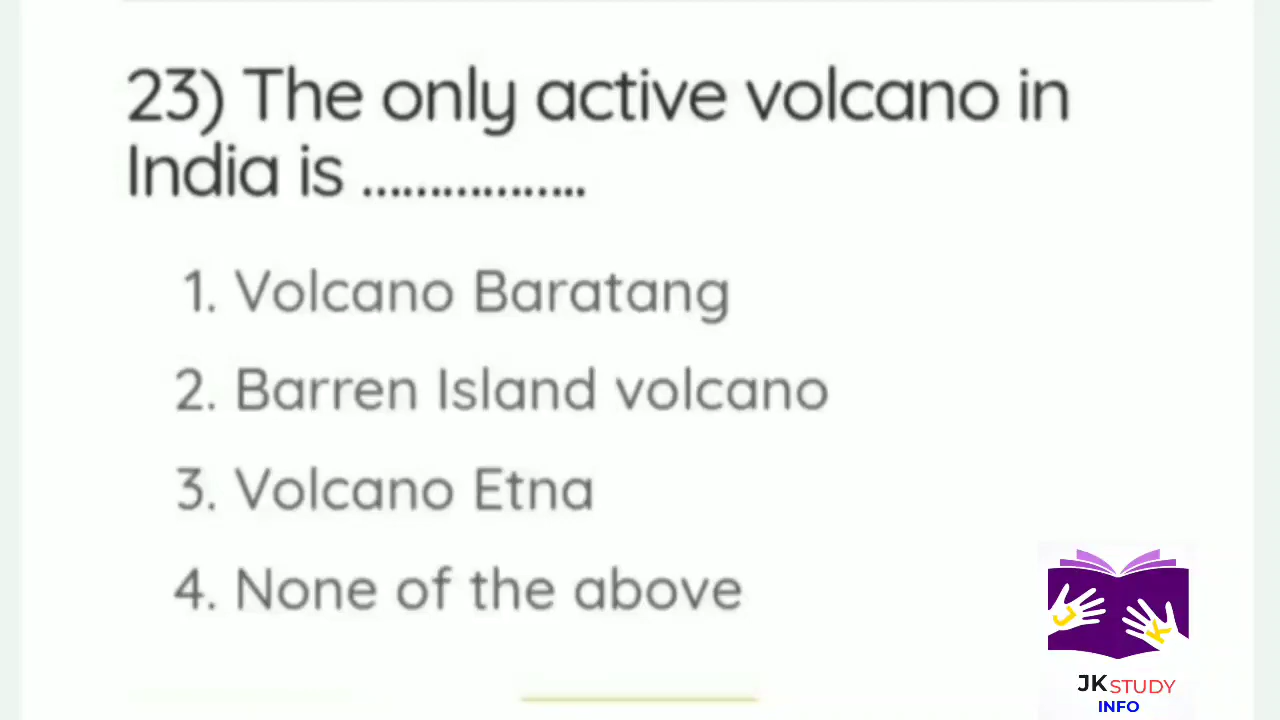 23) The only active volcano in
India is ..................
1. Volcano Baratang
2. Barren Island volcano
3. Volcano Etna
4. None of the above
J K
JK STUDY
INFO